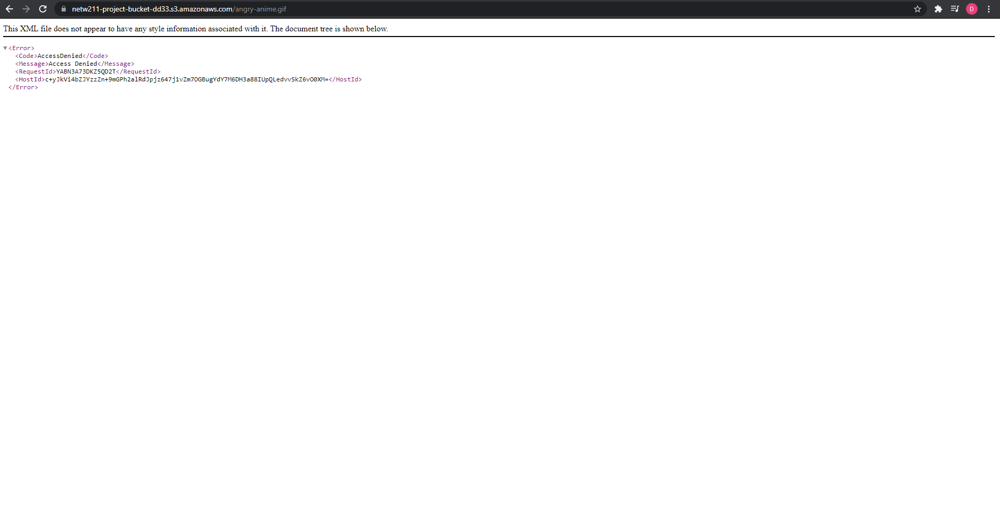 netw211-project-bucket-dd33.s3.amazonaws.com/angry-anime.gif
D
This XML file does not appear to have any style information associated with it. The document tree is shown below.
▼<Error>
<Code>AccessDenied</Code>
<Message>Access Denied</Message>
<RequestId>YABN3A73DKZ5QD2T</RequestId>
<HostId>c+yJkVi4bZJYzzZn+9mGPh2alRdJpjz647j1vZm7OGBugYdY7M6DH3a88IUpQLedvvSkZ6vO0XM=</HostId>
</Error>